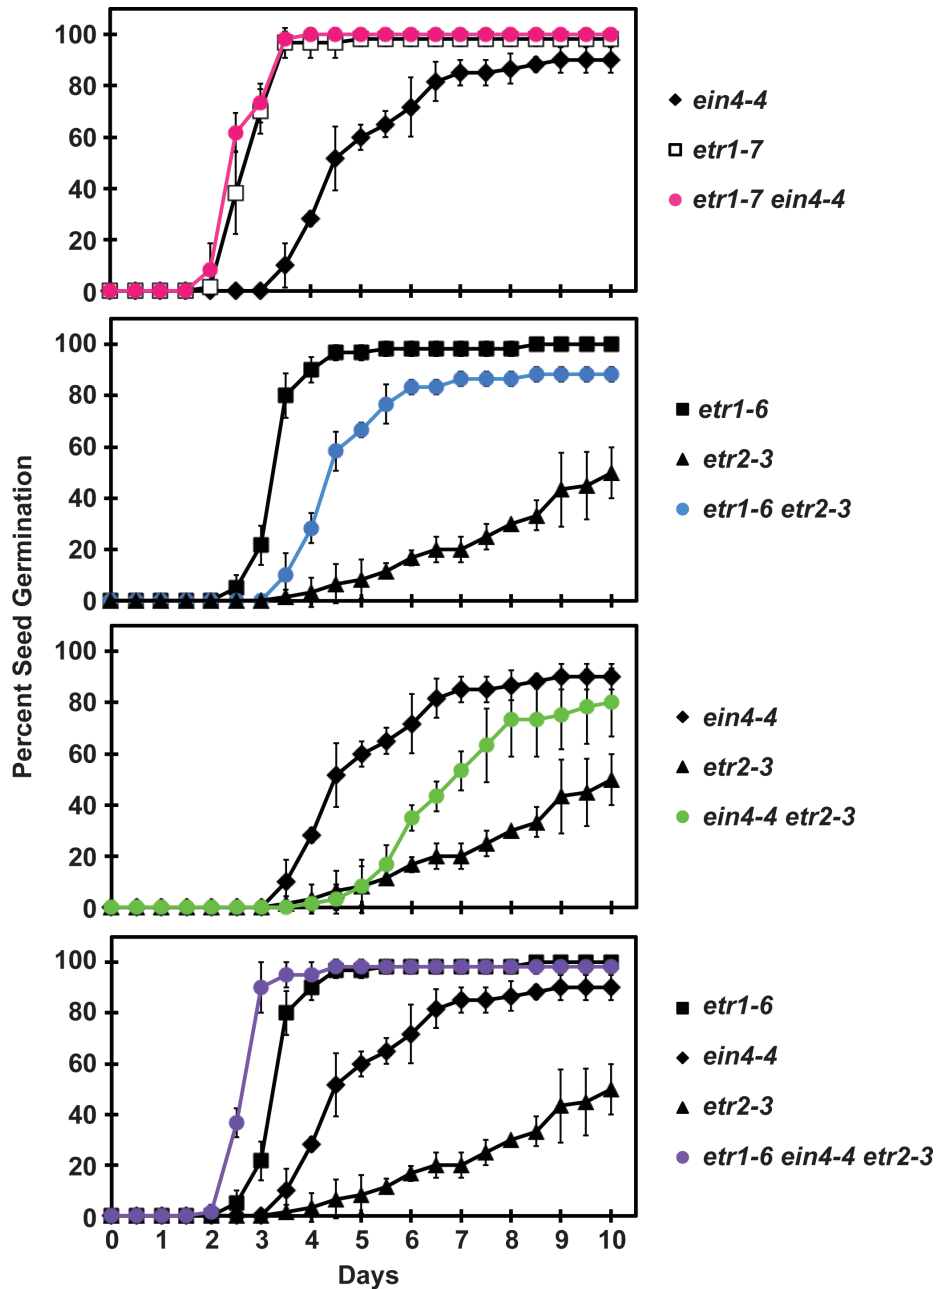 Percent Seed Germination
100
80
60
40
20
0
ein4-4
etr1-7
etr1-7 ein4-4
100
80
60
40
20
0
etr1-6
etr2-3
etr1-6 etr2-3
100
80
60
40
20
0
ein4-4
etr2-3
ein4-4 etr2-3
100
80
60
40
20
0
0 1 2 3 4 5 6 7 8 9 10
Days
etr1-6
ein4-4
etr2-3
etr1-6 ein4-4 etr2-3